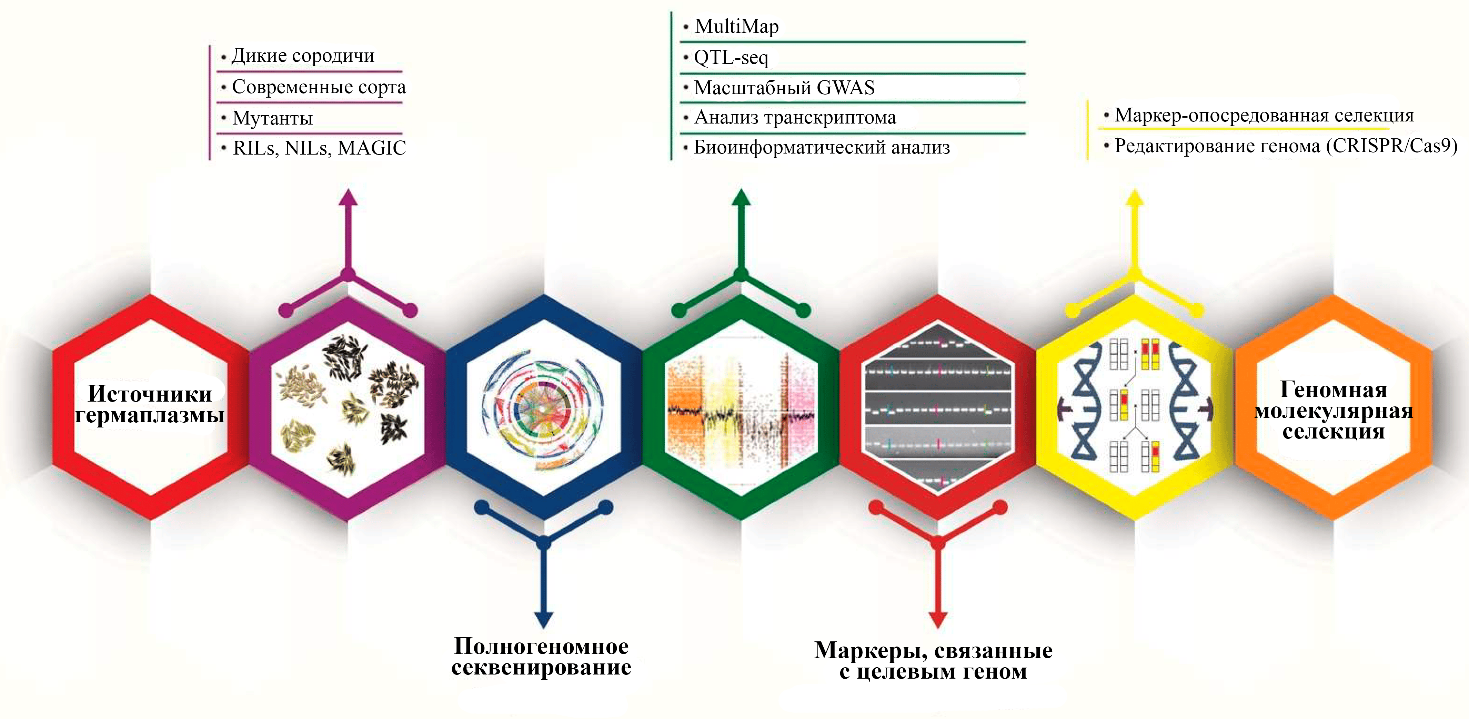 • Дикие сородичи
• Современные сорта
• Мутанты
• RILs, NILs, MAGIC
• MultiMap
• QTL-seq
• Масштабный GWAS
• Анализ транскриптома
• Биоинформатический анализ
• Маркер-опосредованная селекция
• Редактирование генома (CRISPR/Cas9)
Источники
гермаплазмы
Геномная
молекулярная
селекция
Полногеномное
секвенирование
Маркеры, связанные
с целевым геном